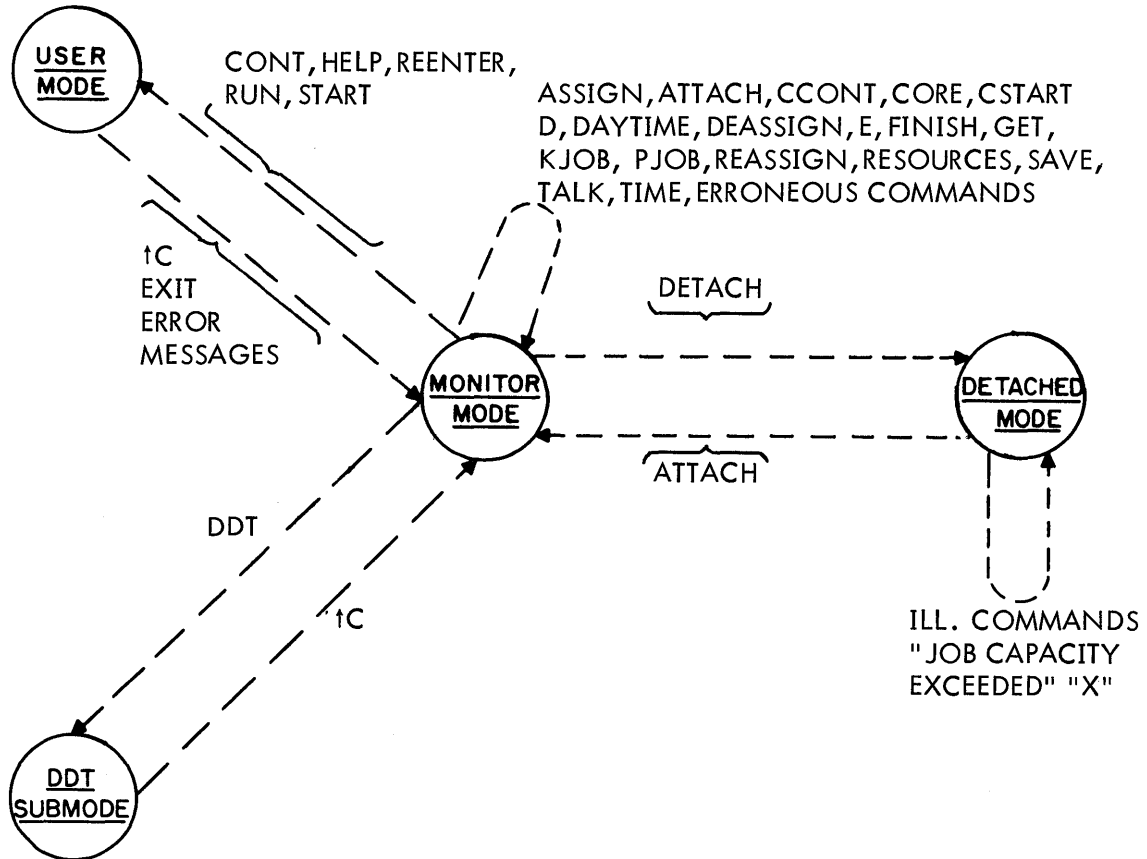 USER
MODE
CONT, HELP, REENTER,
RUN, START
ASSIGN, ATTACH, CCONT, CORE, CSTART
D, DAYTIME, DEASSIGN, E, FINISH, GET,
KJOB, PJOB, REASSIGN, RESOURCES, SAVE,
TALK, TIME, ERRONEOUS COMMANDS
↑C
EXIT
ERROR
MESSAGES
DETACH
MONITOR
MODE
DETACHED
MODE
ATTACH
DDT
↑C
ILL. COMMANDS
"JOB CAPACITY
EXCEEDED" "X"
DDT
SUBMODE